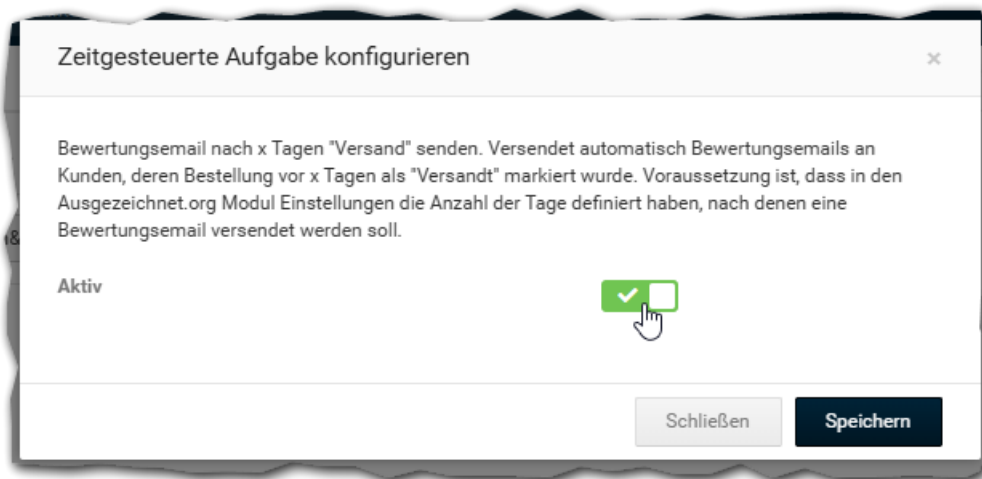 Zeitgesteuerte Aufgabe konfigurieren
Bewertungsemail nach x Tagen "Versand" senden. Versendet automatisch Bewertungsemails an
Kunden, deren Bestellung vor x Tagen als "Versandt" markiert wurde. Voraussetzung ist, dass in den
Ausgezeichnet.org Modul Einstellungen die Anzahl der Tage definiert haben, nach denen eine
Bewertungsemail versendet werden soll.
Aktiv
Schließen
Speichern